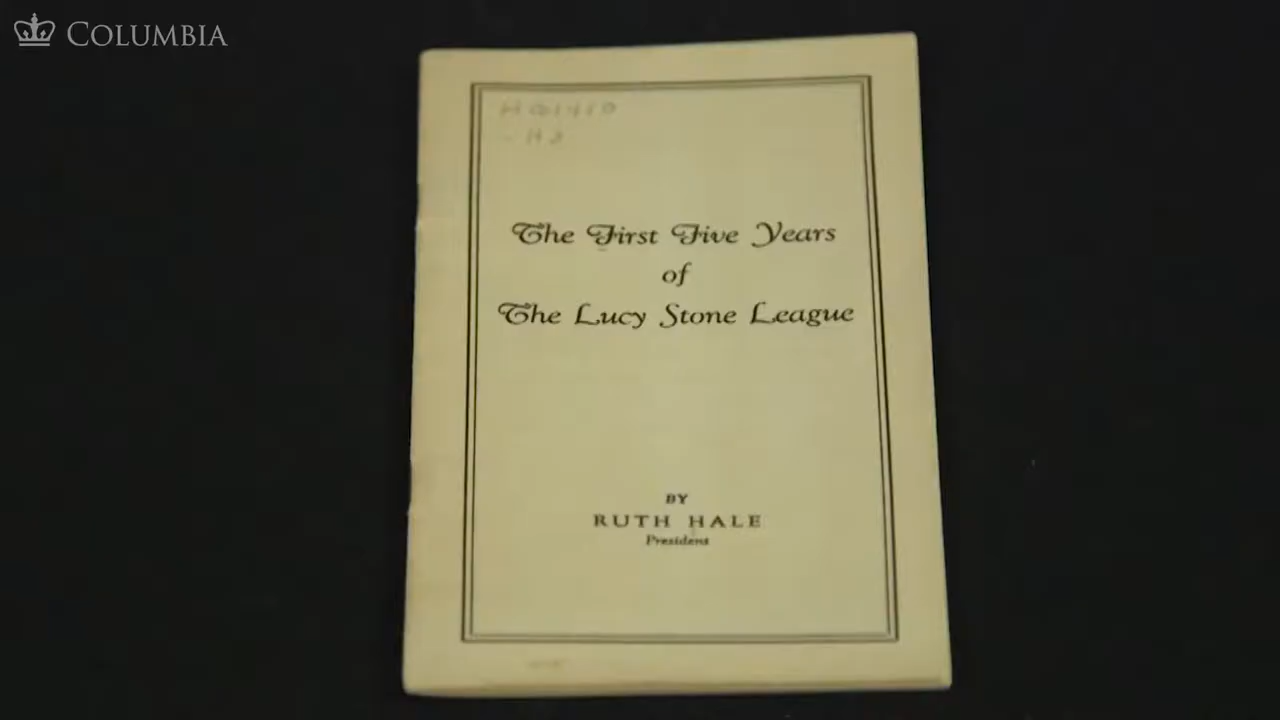 COLUMBIA
The First Five Years
of
The Lucy Stone League
BY
RUTH HALE
President